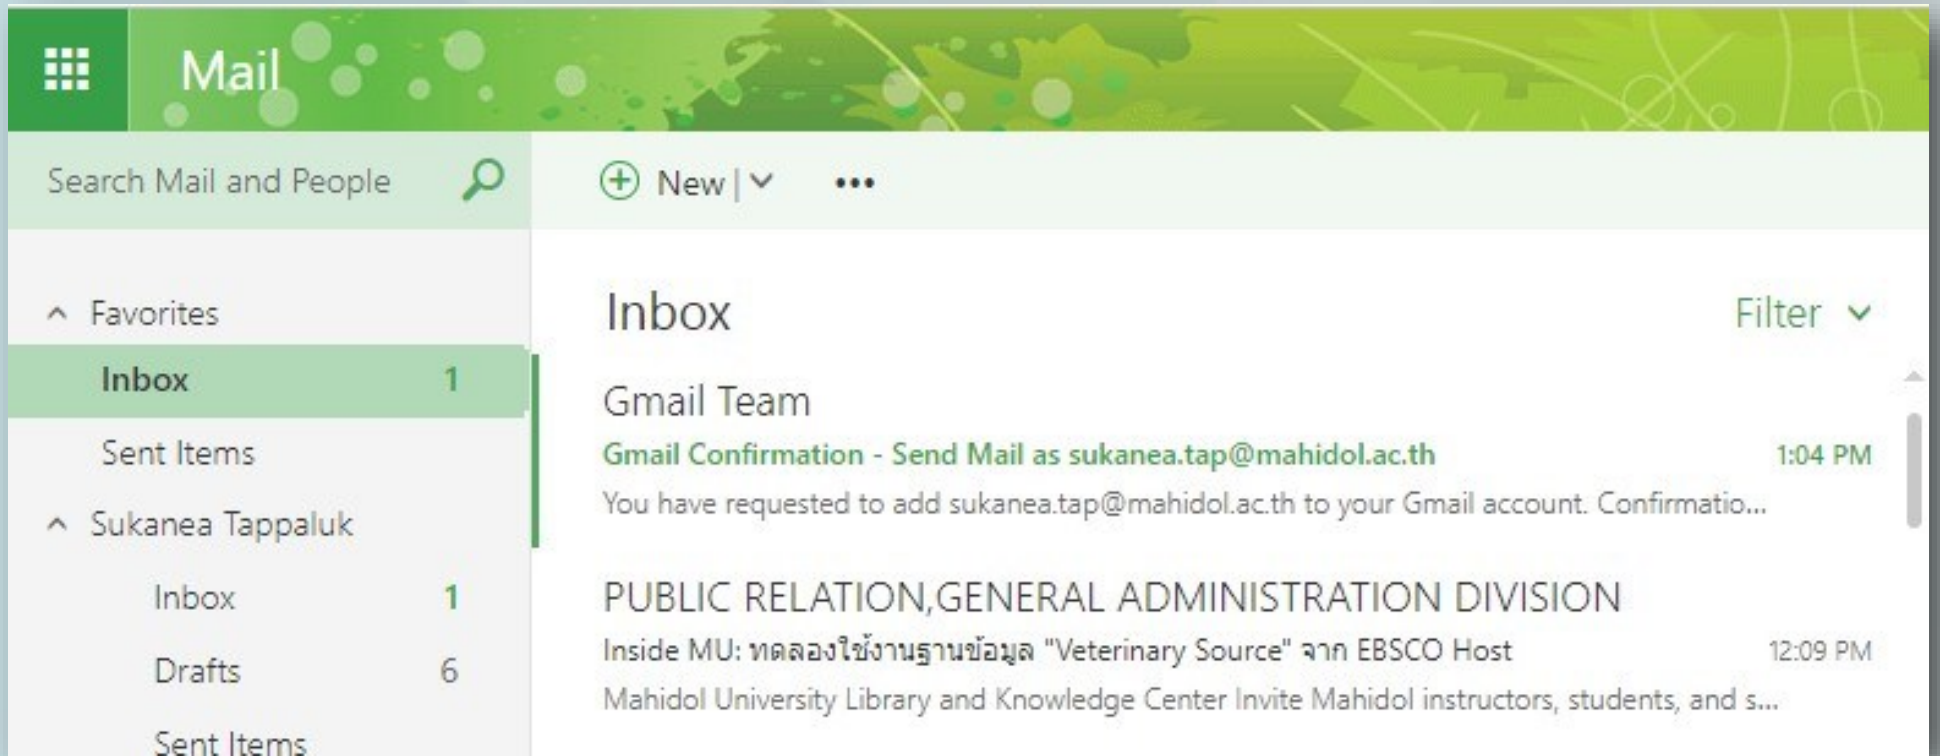 Mail
Search Mail and People
New
Favorites
Inbox 1
Sent Items
Sukanea Tappaluk
Inbox 1
Drafts 6
Sent Items
Inbox
Filter
Gmail Team
Gmail Confirmation - Send Mail as sukanea.tap@mahidol.ac.th 1:04 PM
You have requested to add sukanea.tap@mahidol.ac.th to your Gmail account. Confirmatio...
PUBLIC RELATION,GENERAL ADMINISTRATION DIVISION
Inside MU: ทดลองใช้งานฐานข้อมูล "Veterinary Source" จาก EBSCO Host 12:09 PM
Mahidol University Library and Knowledge Center Invite Mahidol instructors, students, and s...